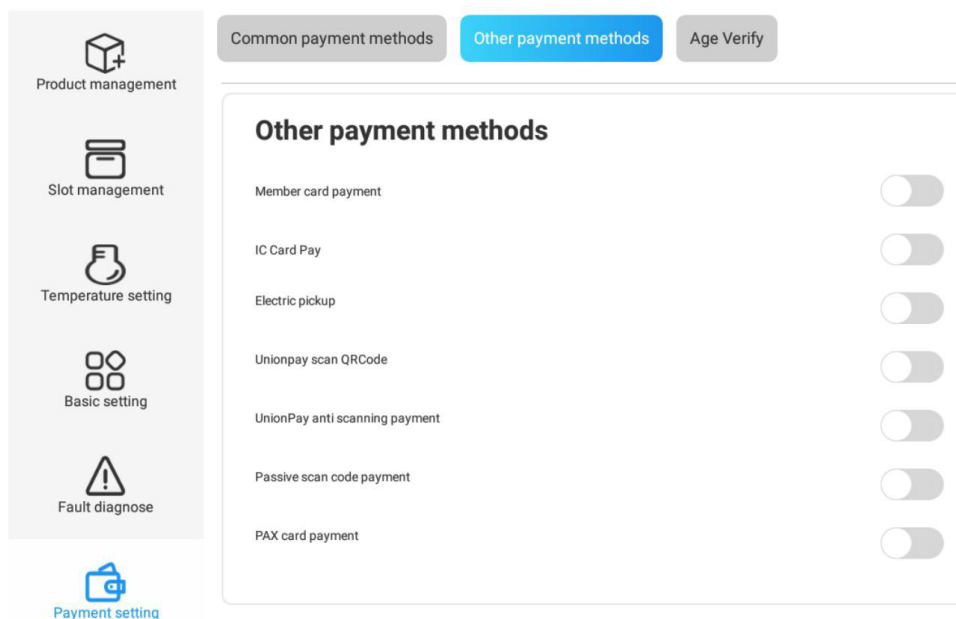 Common payment methods
Other payment methods
Age Verify
Product management
Slot management
Temperature setting
Basic setting
Fault diagnose
Payment setting
Other payment methods
Member card payment
IC Card Pay
Electric pickup
Unionpay scan QRCode
UnionPay anti scanning payment
Passive scan code payment
PAX card payment